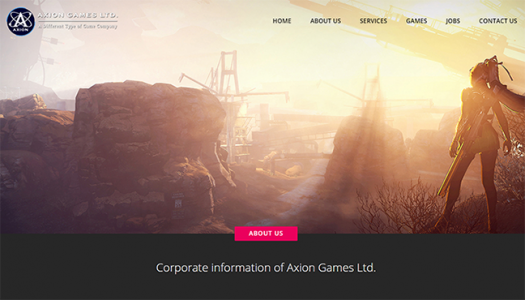 AXION GAMES LTD.
A Different Type of Game Company
AXION
HOME ABOUT US SERVICES GAMES JOBS CONTACT US
ABOUT US
Corporate information of Axion Games Ltd.